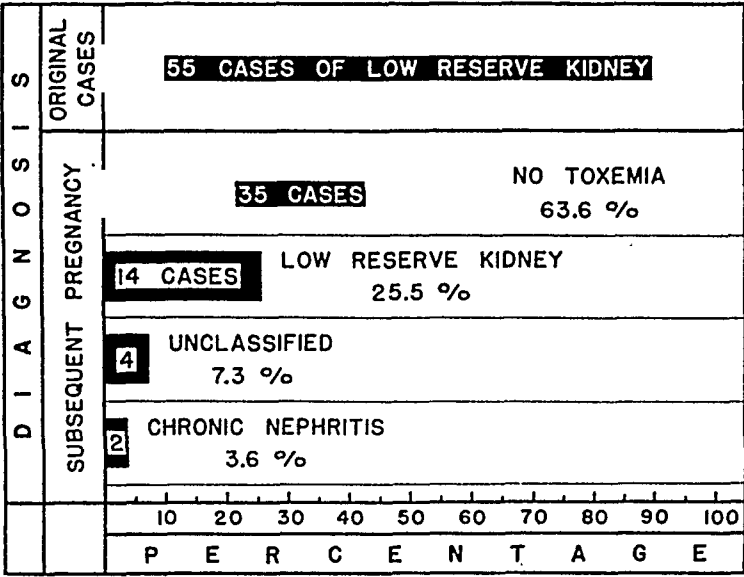 DIAGNOSIS
ORIGINAL
CASES
55 CASES OF LOW RESERVE KIDNEY
SUBSEQUENT PREGNANCY
35 CASES
NO TOXEMIA
63.6 %
14 CASES
LOW RESERVE KIDNEY
25.5 %
4
UNCLASSIFIED
7.3 %
2
CHRONIC NEPHRITIS
3.6 %
10 20 30 40 50 60 70 80 90 100
PERCENTAGE